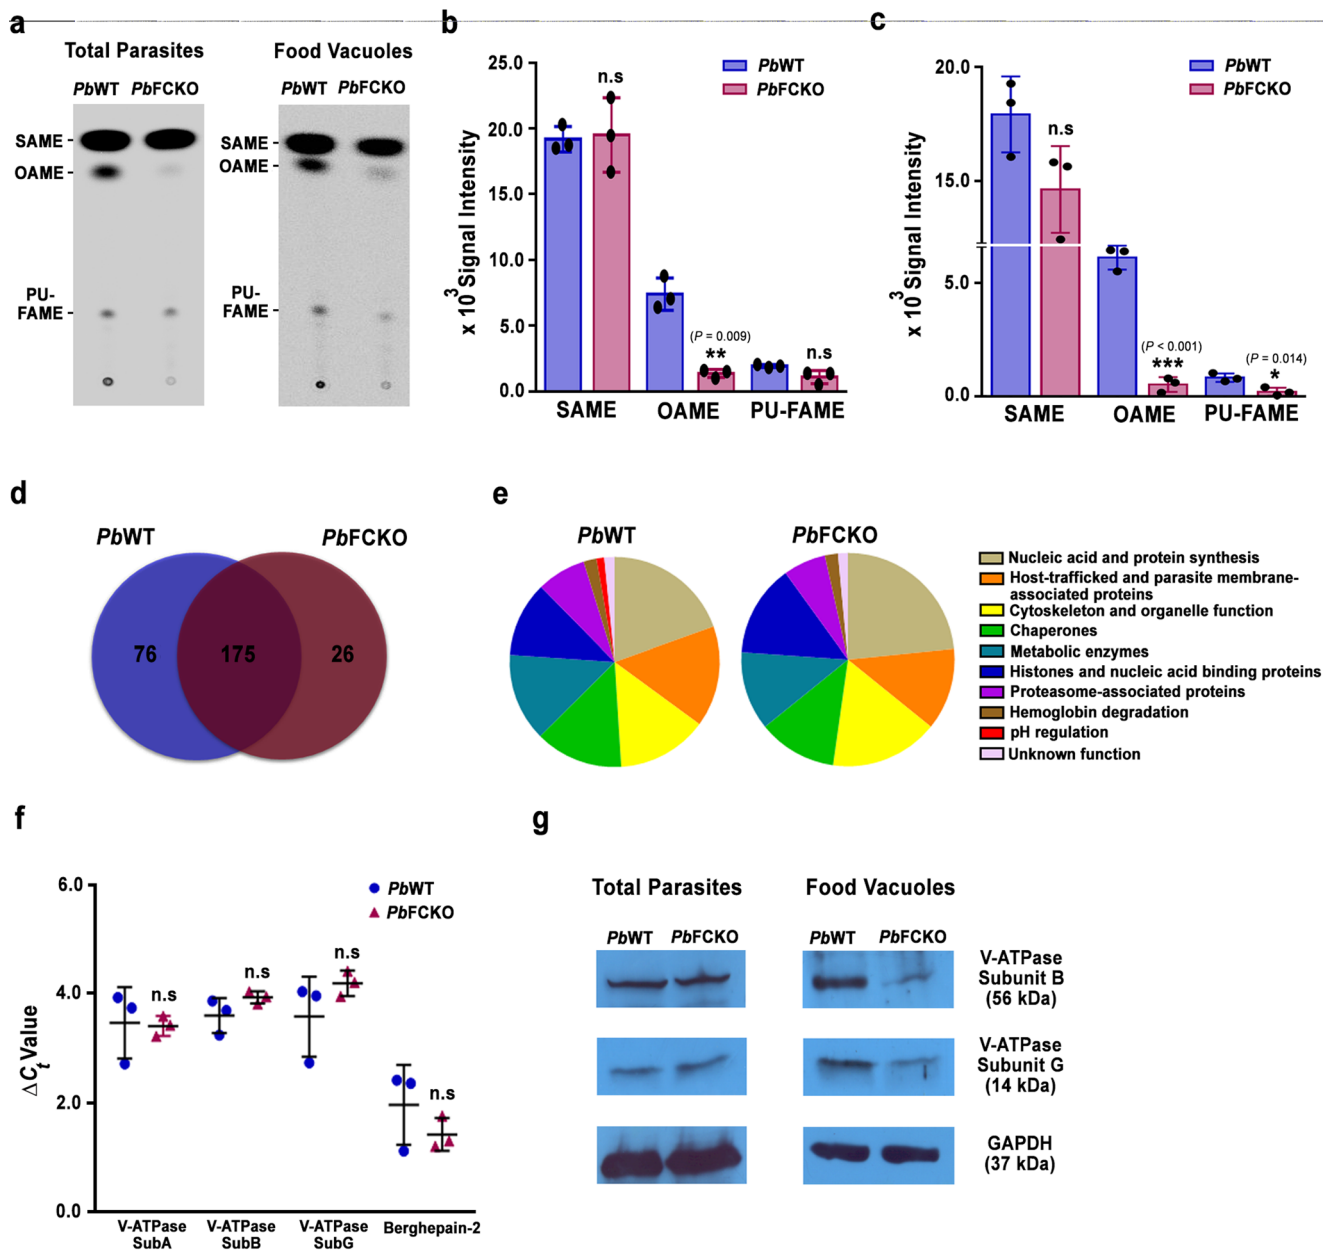 a
Total Parasites
Food Vacuoles
PbWT PbFCKO
PbWT PbFCKO
SAME
OAME
PU-
FAME
SAME
OAME
PU-
FAME
b
x 10³ Signal Intensity
25.0
20.0
15.0
10.0
5.0
0.0
PbWT
PbFCKO
n.s
(P = 0.009)
**
n.s
SAME OAME PU-FAME
c
x 10³ Signal Intensity
20.0
15.0
5.0
0.0
PbWT
PbFCKO
n.s
(P < 0.001)
***
(P = 0.014)
*
SAME OAME PU-FAME
d
PbWT
PbFCKO
76 175 26
e
PbWT
PbFCKO
Nucleic acid and protein synthesis
Host-trafficked and parasite membrane-
associated proteins
Cytoskeleton and organelle function
Chaperones
Metabolic enzymes
Histones and nucleic acid binding proteins
Proteasome-associated proteins
Hemoglobin degradation
pH regulation
Unknown function
f
ΔCt Value
6.0
4.0
2.0
0.0
PbWT
PbFCKO
n.s
n.s
n.s
n.s
V-ATPase
SubA
V-ATPase
SubB
V-ATPase
SubG
Berghepain-2
g
Total Parasites
Food Vacuoles
PbWT PbFCKO
PbWT PbFCKO
V-ATPase
Subunit B
(56 kDa)
V-ATPase
Subunit G
(14 kDa)
GAPDH
(37 kDa)